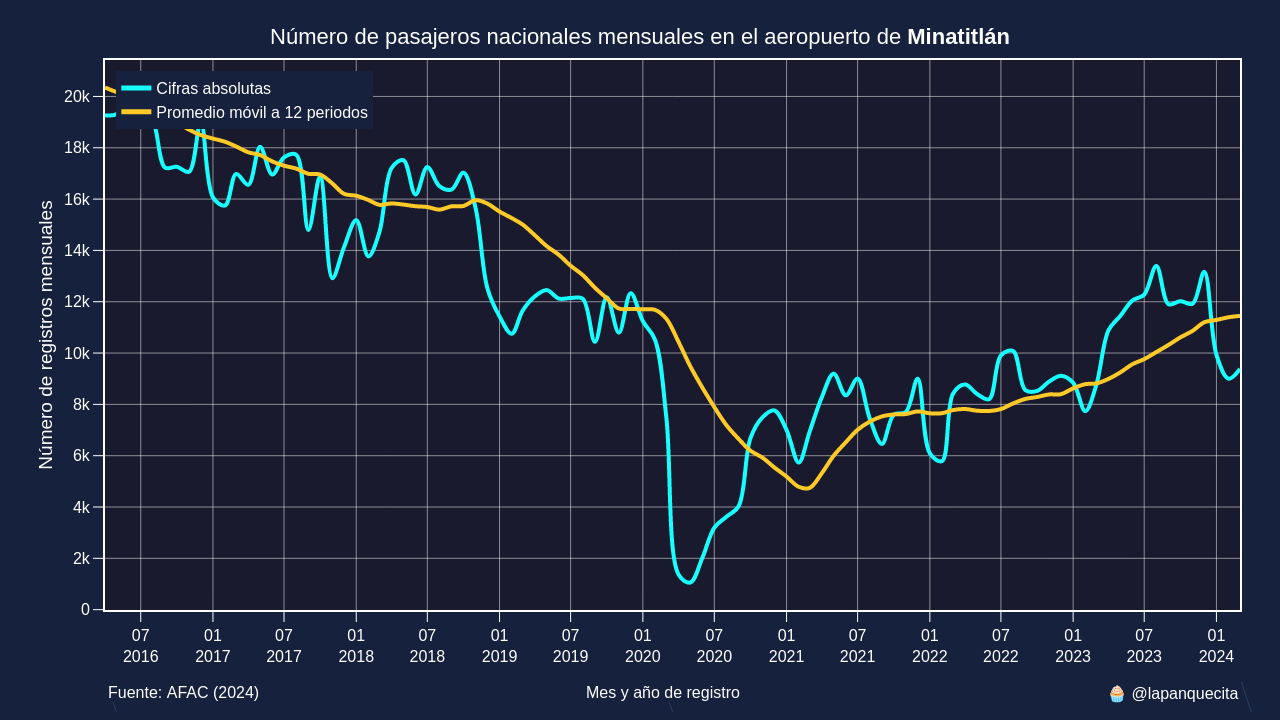 Número de pasajeros nacionales mensuales en el aeropuerto de Minatitlán
Cifras absolutas
Promedio móvil a 12 periodos
Número de registros mensuales
20k
18k
16k
14k
12k
10k
8k
6k
4k
2k
0
07 01 07 01 07 01 07 01 07 01 07 01 07 01 07 01
2016 2017 2017 2018 2018 2019 2019 2020 2020 2021 2021 2022 2022 2023 2023 2024
Fuente: AFAC (2024)
Mes y año de registro
🧁 @lapanquecita